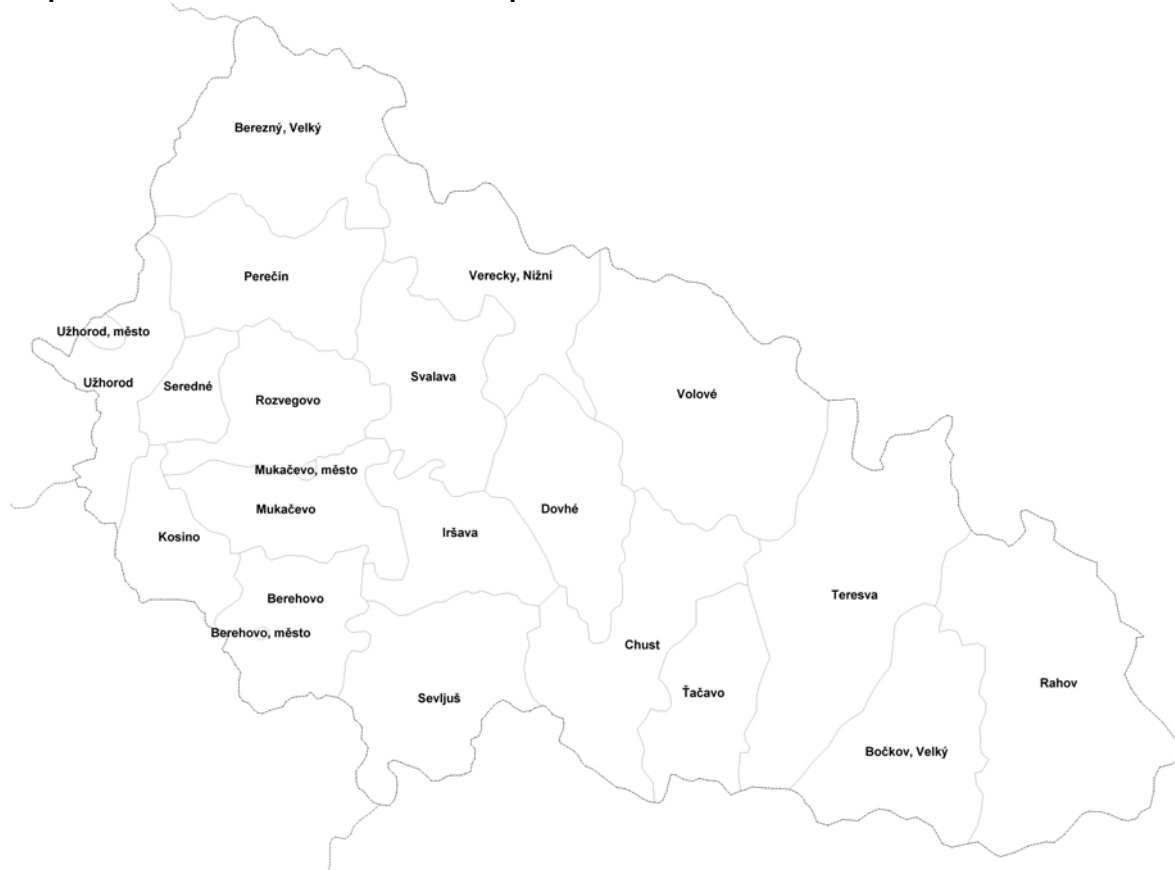 Berezný, Velký
Perečín
Verecky, Nižní
Užhorod, město
Užhorod
Seredné
Rozvegovo
Svalava
Volové
Mukačevo, město
Mukačevo
Dovhé
Kosino
Iršava
Berehovo
Teresva
Berehovo, město
Chust
Sevljuš
Ťačavo
Rahov
Bočkov, Velký